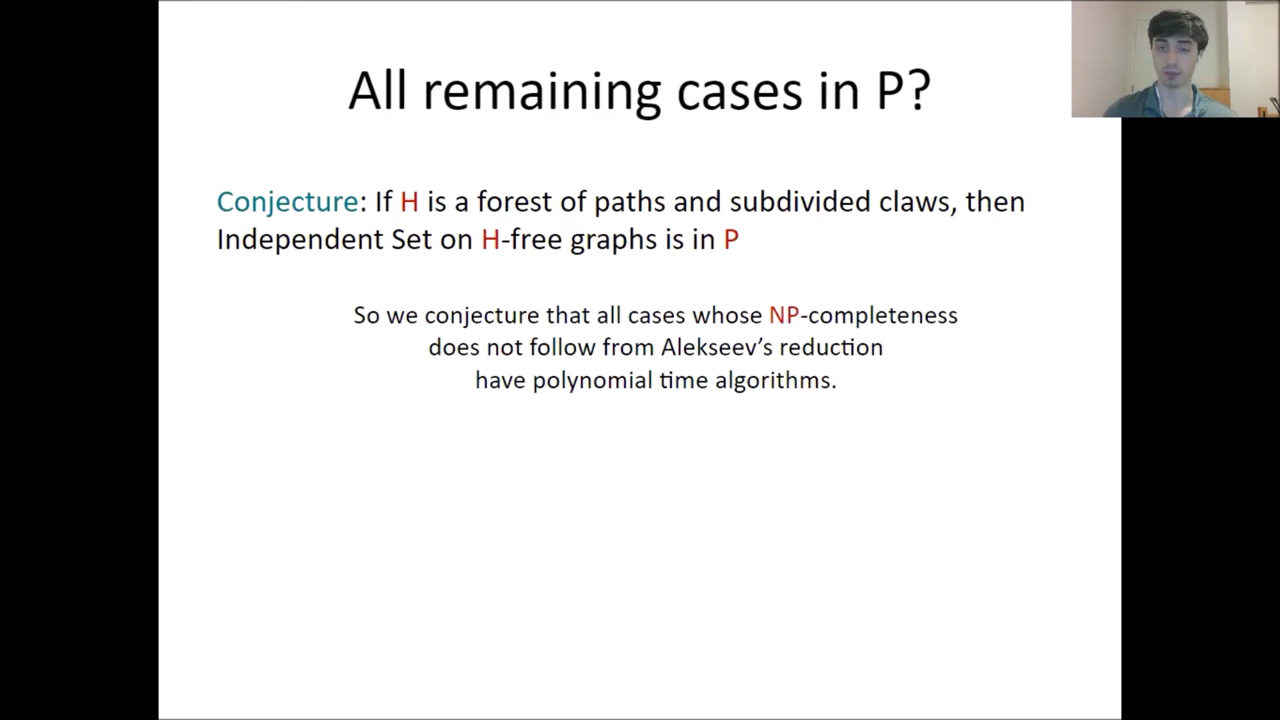 All remaining cases in P?
Conjecture: If H is a forest of paths and subdivided claws, then
Independent Set on H-free graphs is in P
So we conjecture that all cases whose NP-completeness
does not follow from Alekseev’s reduction
have polynomial time algorithms.